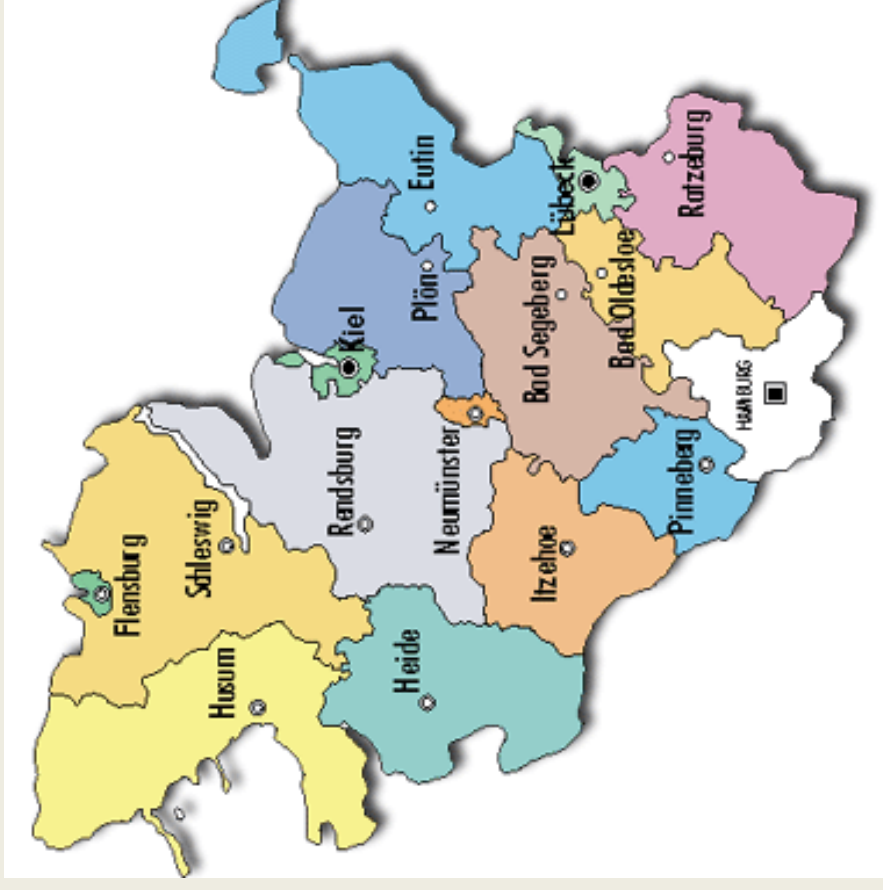 Flensburg
Schleswig
Husum
Rendsburg
Kiel
Heide
Eutin
Plön
Neumünster
Bad Segeberg
Itzehoe
Lübeck
Bad Oldesloe
Pinneberg
Ratzeburg
HAMBURG